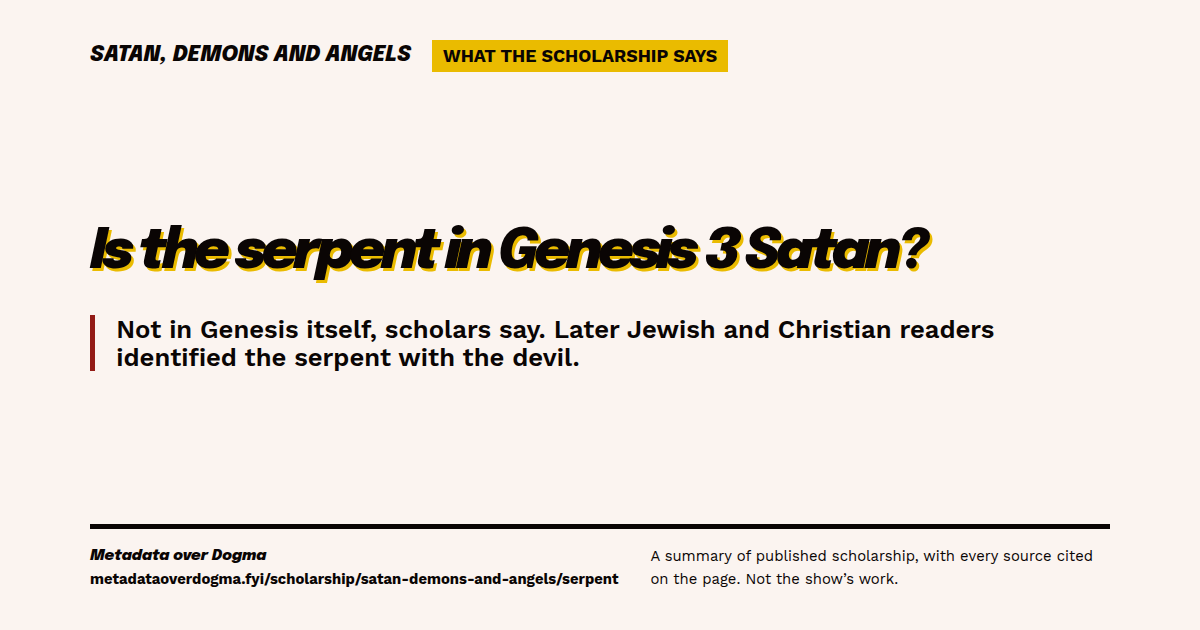 SATAN, DEMONS AND ANGELS
WHAT THE SCHOLARSHIP SAYS
Is the serpent in Genesis 3 Satan?
Not in Genesis itself, scholars say. Later Jewish and Christian readers
identified the serpent with the devil.
Metadata over Dogma
metadataoverdogma.fyi/scholarship/satan-demons-and-angels/serpent
A summary of published scholarship, with every source cited
on the page. Not the show’s work.